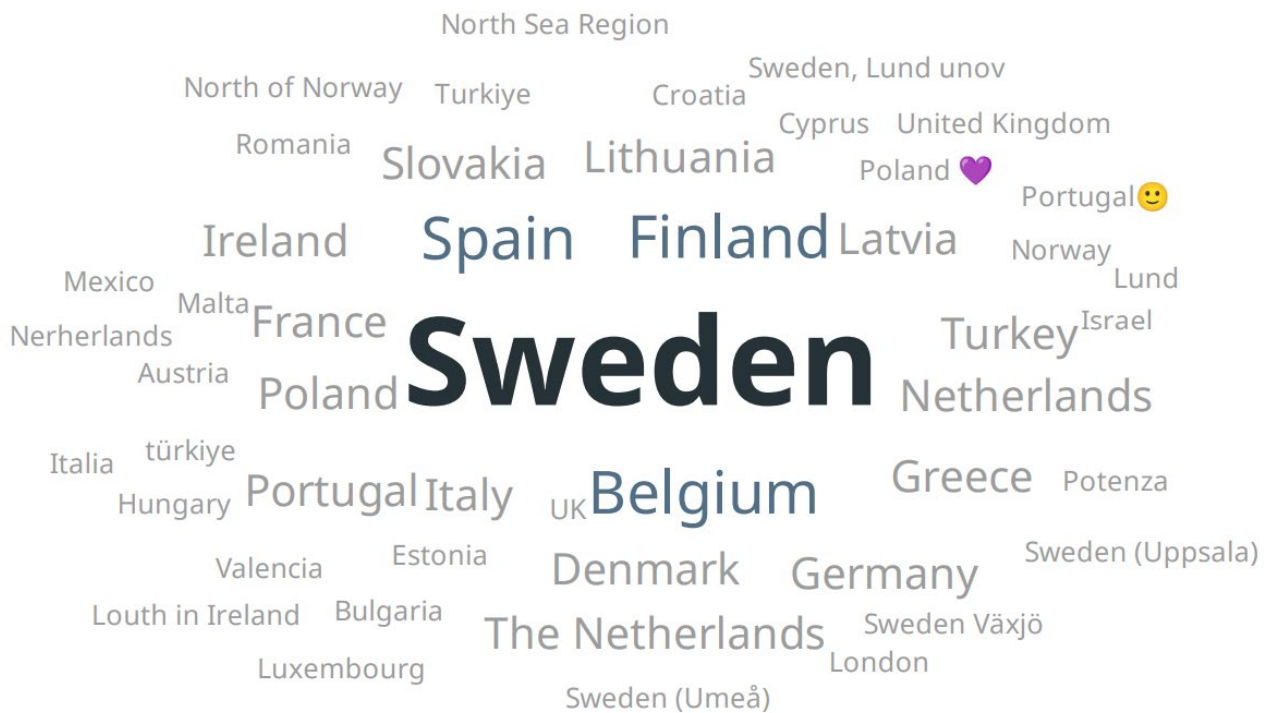 North Sea Region
Sweden, Lund unov
North of Norway
Turkiye
Croatia
Cyprus
United Kingdom
Romania
Slovakia
Lithuania
Poland 💜
Portugal🙂
Ireland
Spain
Finland
Latvia
Norway
Lund
Mexico
Malta
France
Sweden
Turkey
Israel
Nerherlands
Austria
Poland
Netherlands
Italia
türkiye
Hungary
Portugal
Italy
UK
Belgium
Greece
Potenza
Valencia
Estonia
Denmark
Germany
Sweden (Uppsala)
Louth in Ireland
Bulgaria
The Netherlands
Sweden Växjö
London
Luxembourg
Sweden (Umeå)